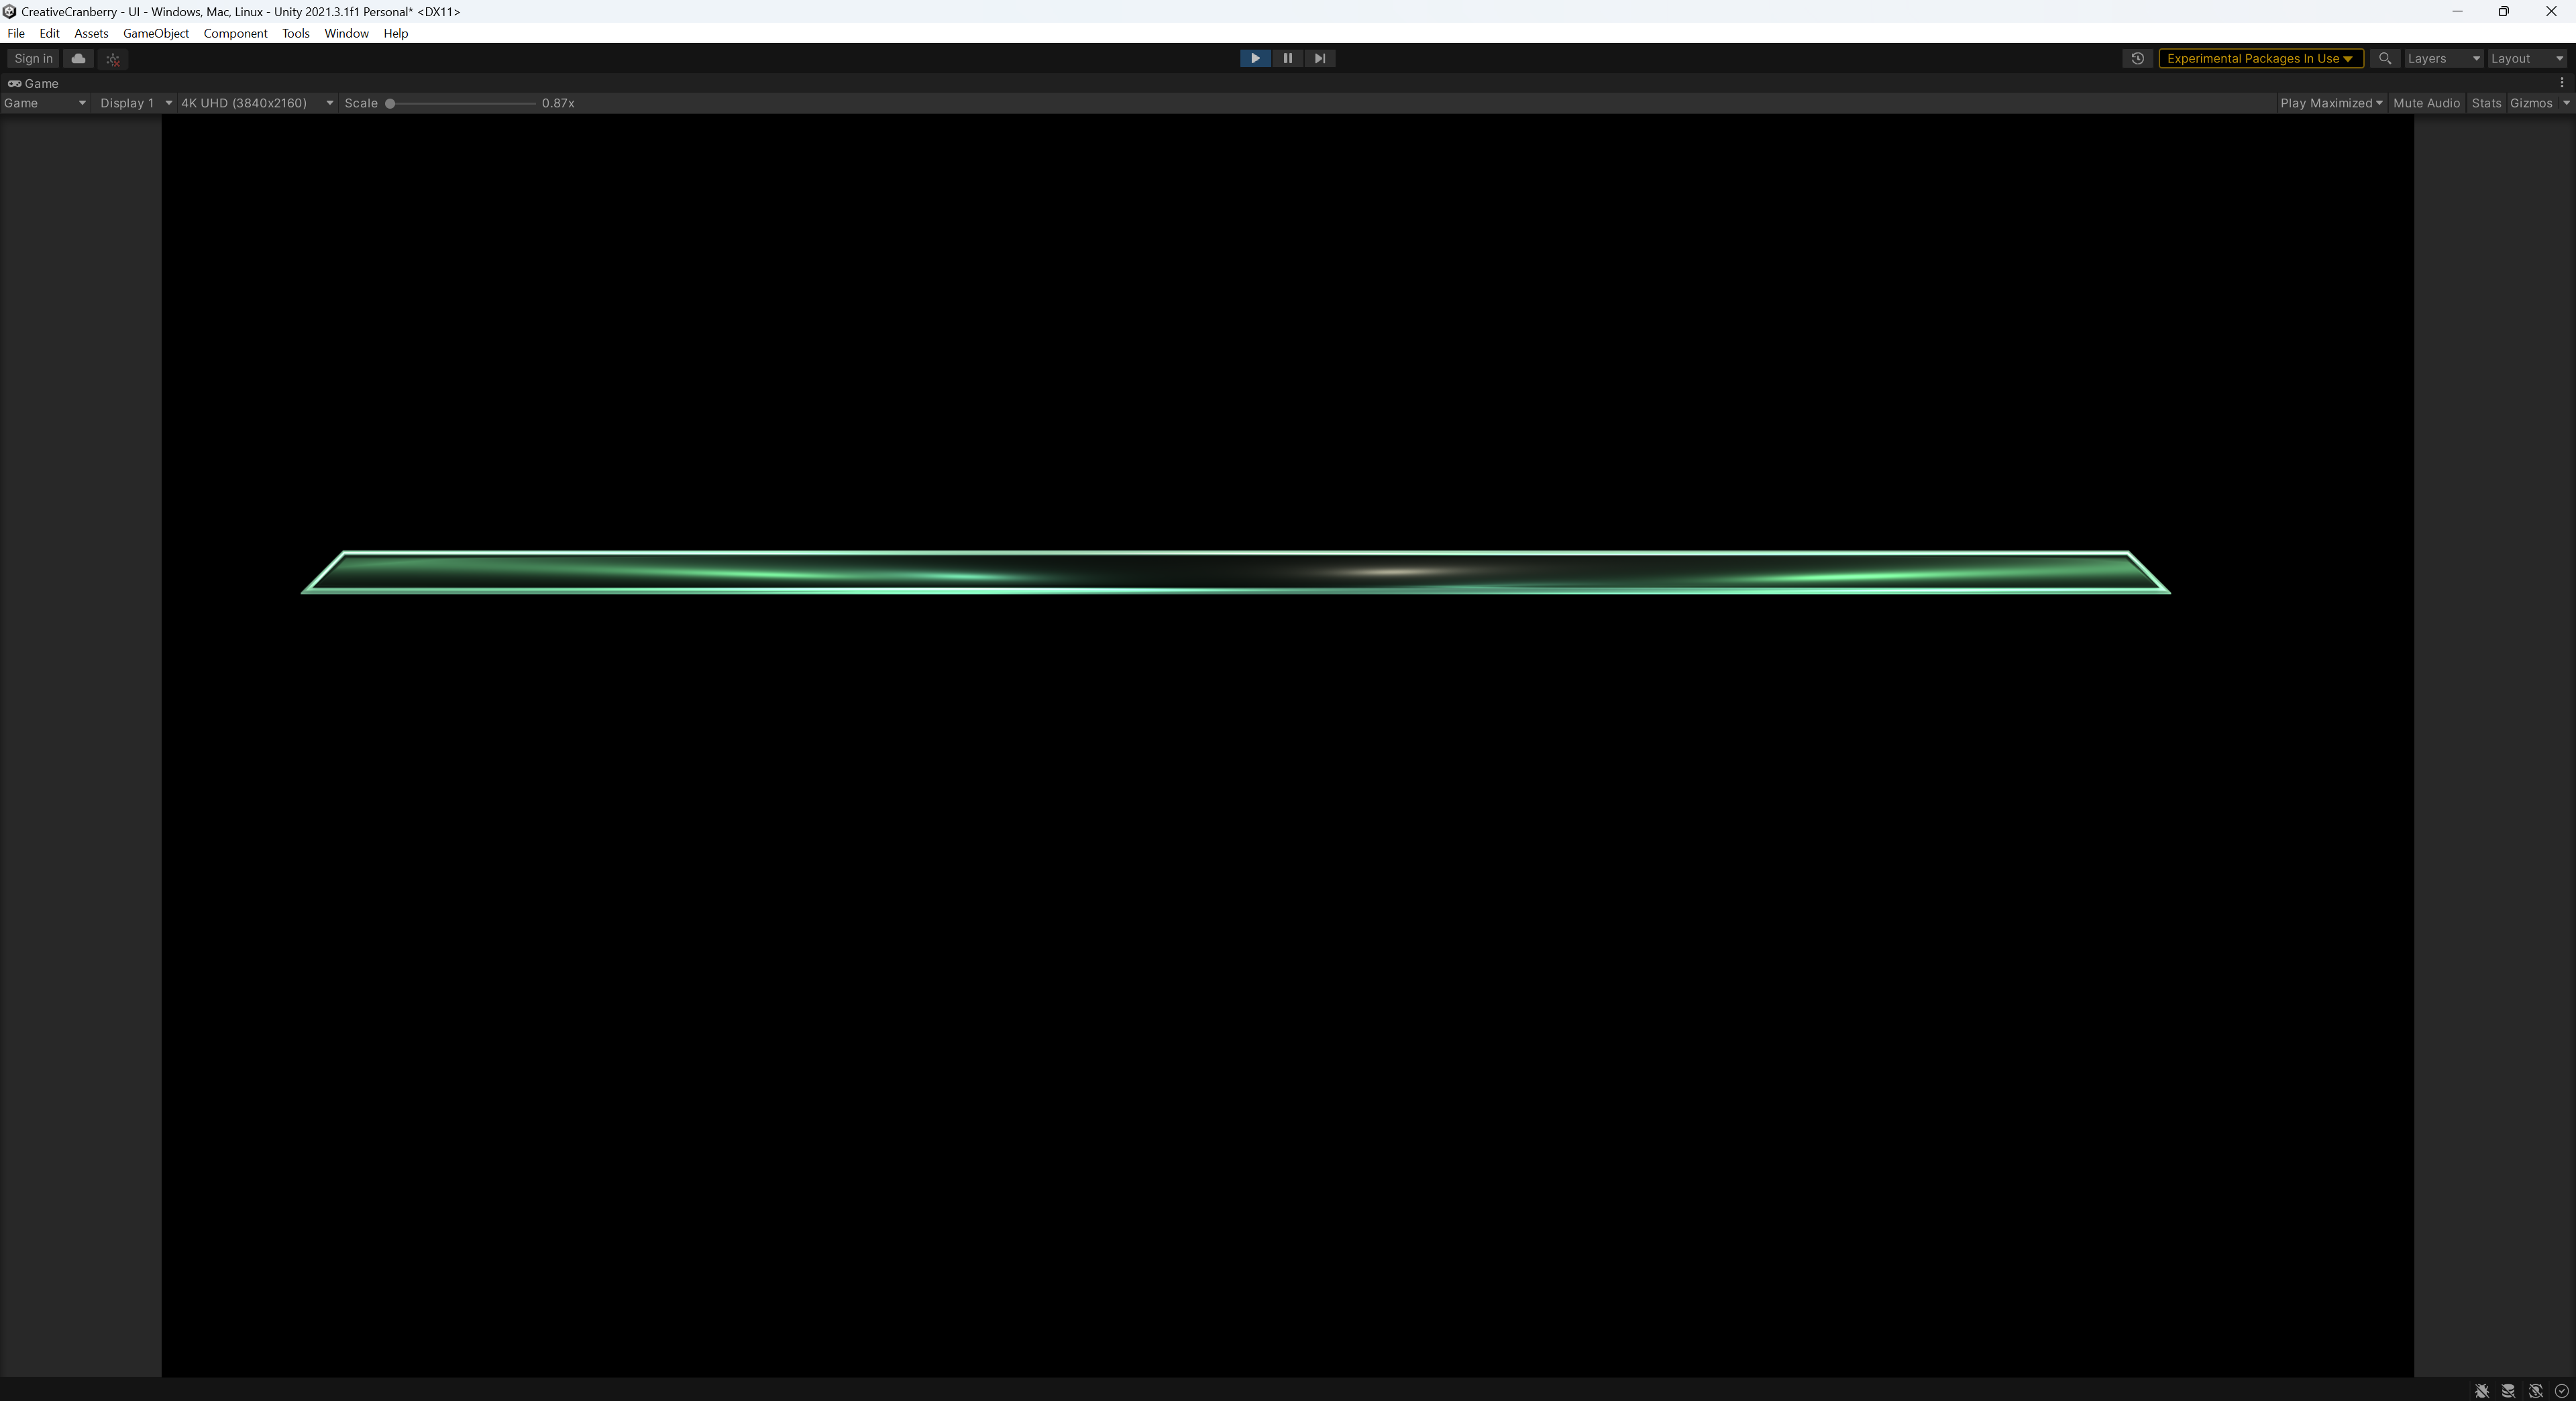 CreativeCranberry - UI - Windows, Mac, Linux - Unity 2021.3.1f1 Personal* <DX11>
File Edit Assets GameObject Component Tools Window Help
Sign in Experimental Packages In Use Layers Layout
Game
Game Display 1 4K UHD (3840x2160) Scale 0.87x Play Maximized Mute Audio Stats Gizmos